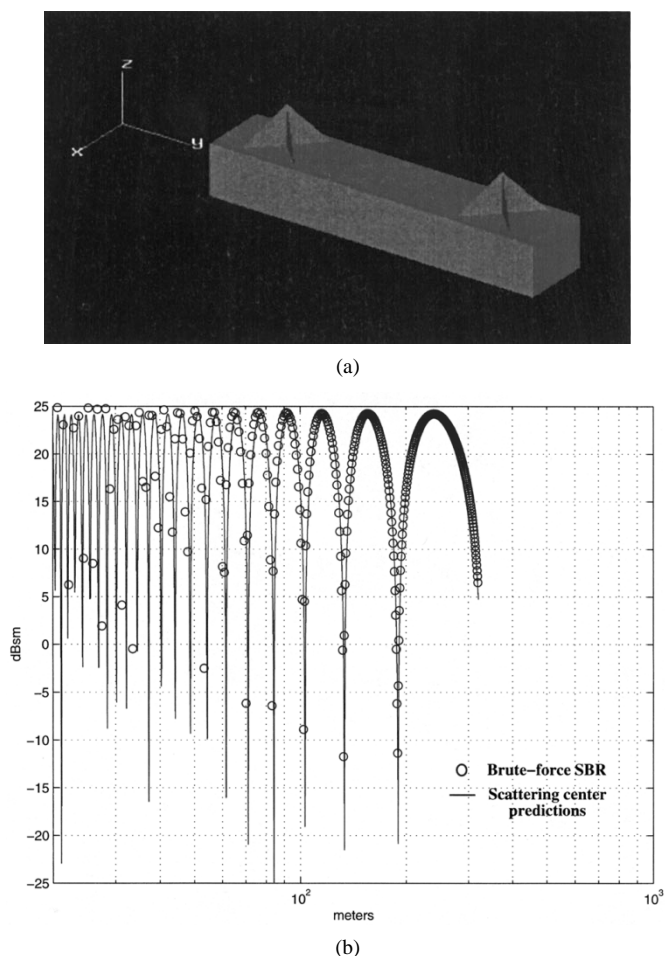 z
x
y
(a)
25
20
15
10
5
0
-5
-10
-15
-20
-25
dBsm
Brute-force SBR
Scattering center
predictions
10²
10³
meters
(b)